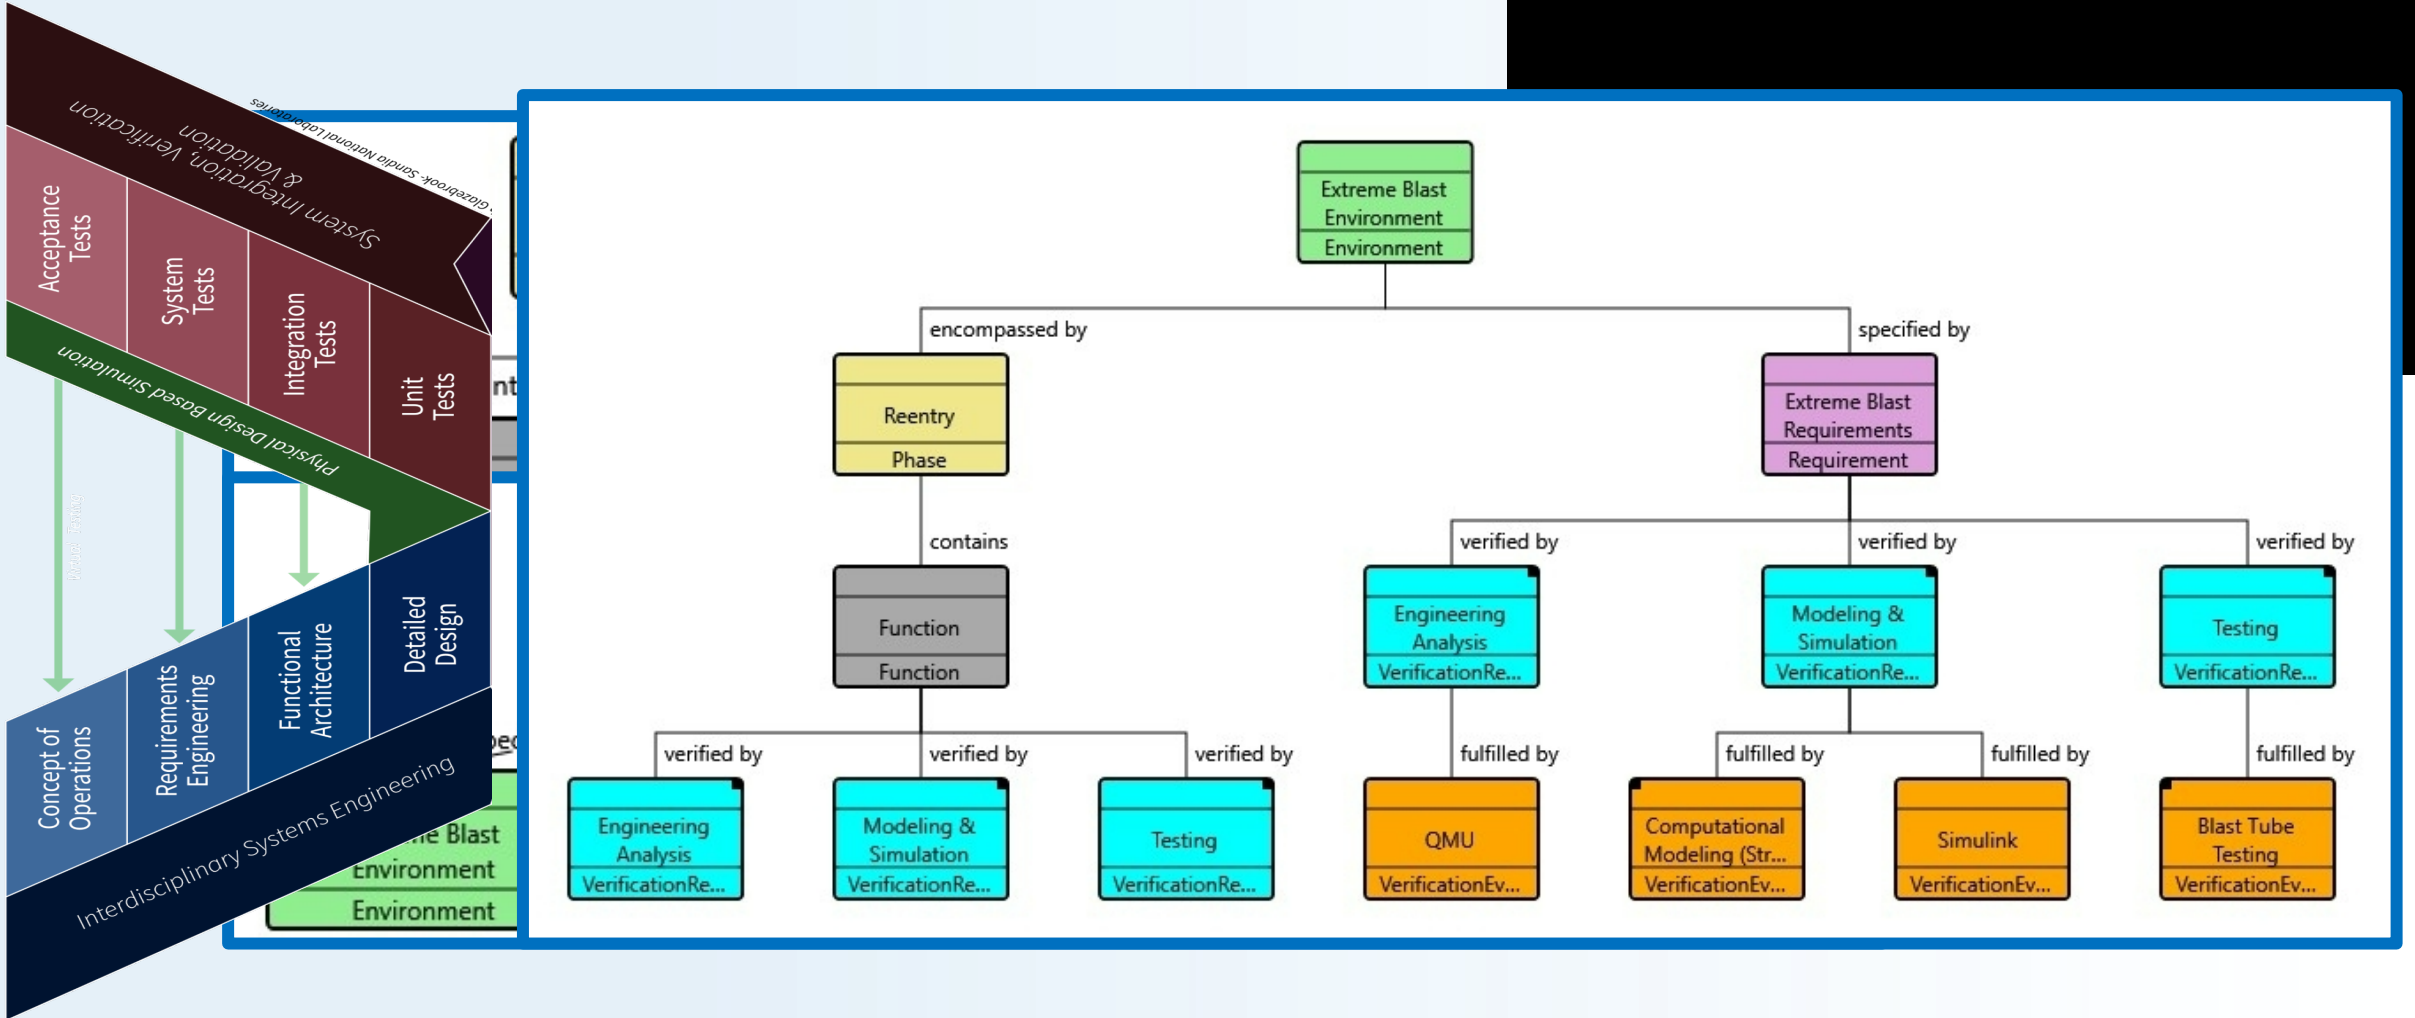 Glazebrook- Sandia National Laboratories
System Integration, Verification
& Validation
Acceptance
Tests
System
Tests
Integration
Tests
Unit
Tests
Physical Design Based Simulation
Concept of
Operations
Requirements
Engineering
Functional
Architecture
Detailed
Design
Interdisciplinary Systems Engineering
Blast
Environment
Environment
Extreme Blast
Environment
Environment
encompassed by
specified by
Reentry
Phase
Extreme Blast
Requirements
Requirement
contains
verified by
verified by
verified by
Function
Function
Engineering
Analysis
VerificationRe...
Modeling &
Simulation
VerificationRe...
Testing
VerificationRe...
verified by
verified by
verified by
fulfilled by
fulfilled by
fulfilled by
fulfilled by
Engineering
Analysis
VerificationRe...
Modeling &
Simulation
VerificationRe...
Testing
VerificationRe...
QMU
VerificationEv...
Computational
Modeling (Str...
VerificationEv...
Simulink
VerificationEv...
Blast Tube
Testing
VerificationEv...